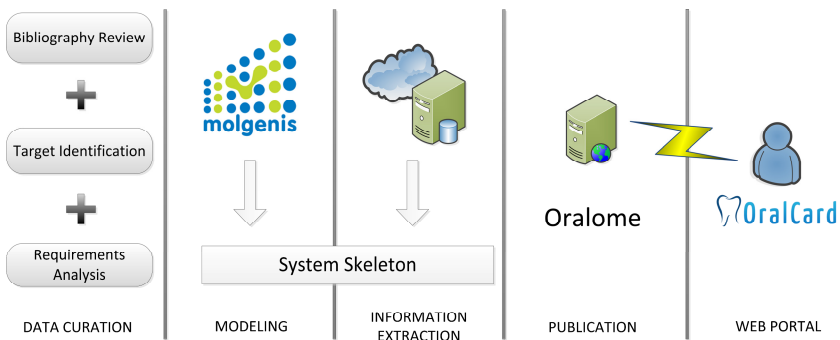 Bibliography Review
Target Identification
Requirements
Analysis
DATA CURATION
molgenis
System Skeleton
MODELING
INFORMATION
EXTRACTION
Oralome
PUBLICATION
OralCard
WEB PORTAL